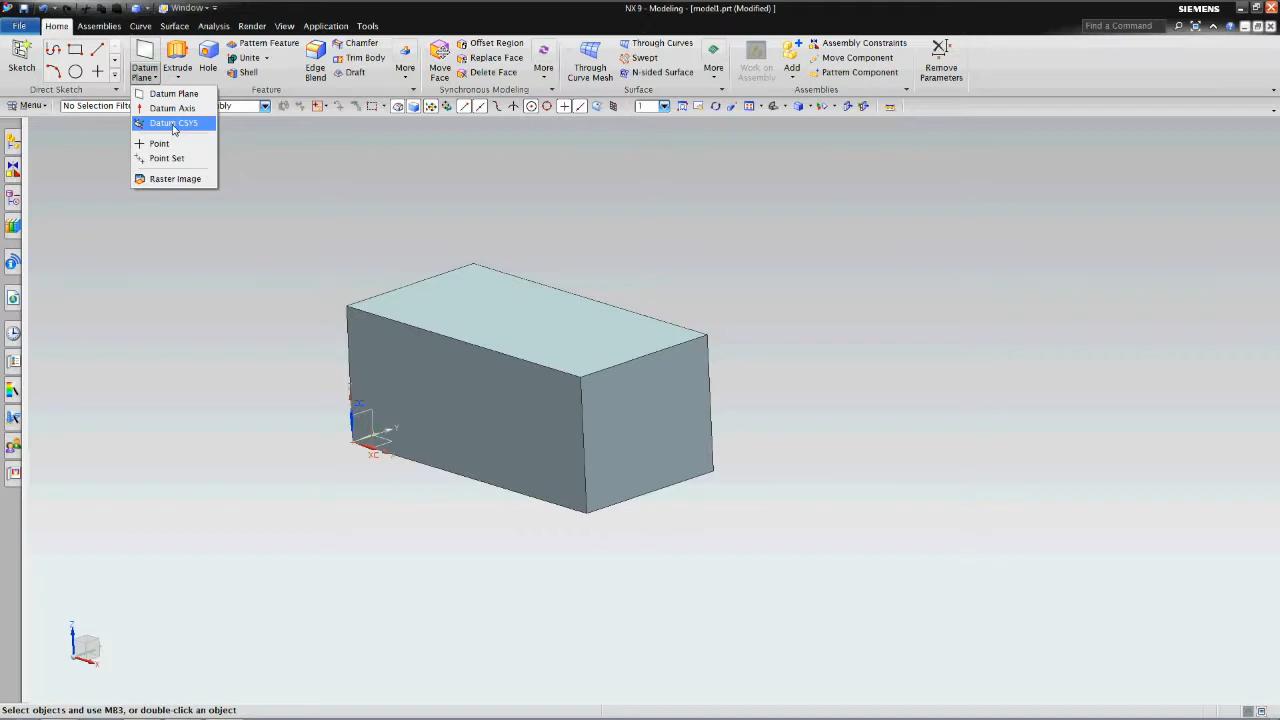 Window
NX 9 - Modeling - [model1.prt (Modified) ]
SIEMENS
File Home Assemblies Curve Surface Analysis Render View Application Tools
Find a Command
Sketch
Direct Sketch
Datum Plane
Extrude
Hole
Pattern Feature
Unite
Shell
Edge Blend
Chamfer
Trim Body
Draft
More
Feature
Move Face
Offset Region
Replace Face
Delete Face
More
Synchronous Modeling
Through Curve Mesh
Through Curves
Swept
N-sided Surface
More
Surface
Work on Assembly
Add
Assembly Constraints
Move Component
Pattern Component
Assemblies
Remove Parameters
Menu
No Selection Filter
1
Datum Plane
Datum Axis
Datum CSYS
Point
Point Set
Raster Image
Y
XC
Z
X
Select objects and use MB3, or double-click an object